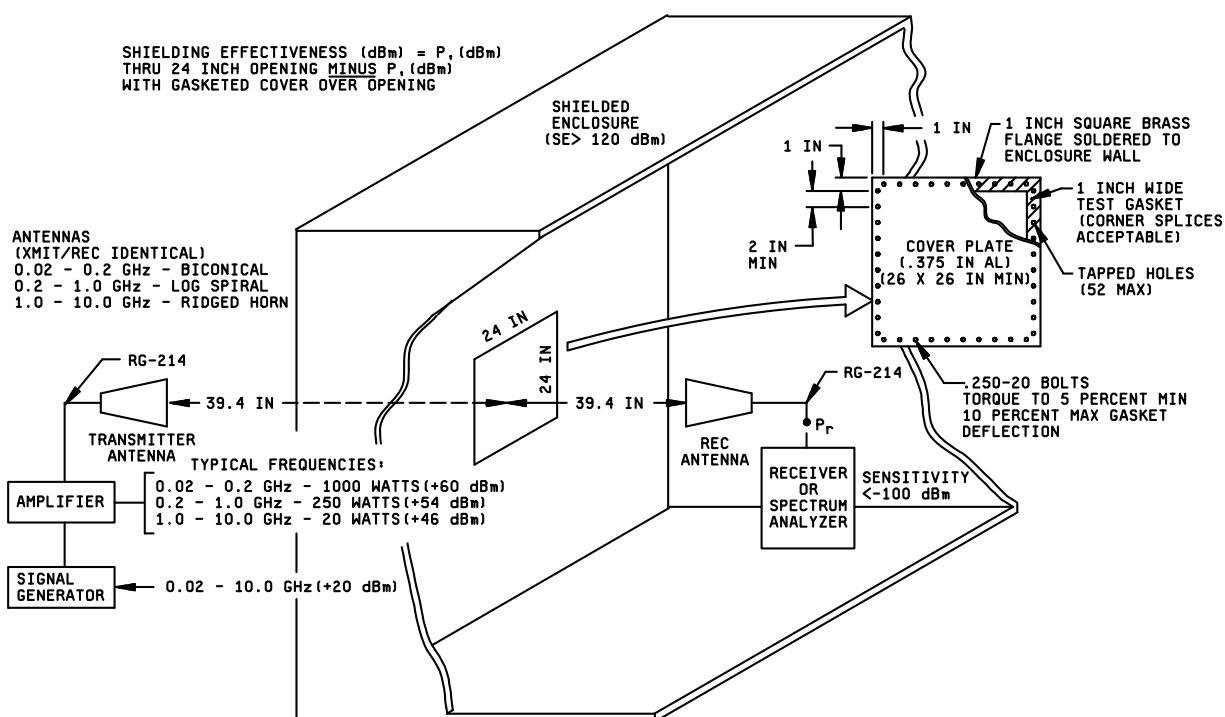 SHIELDING EFFECTIVENESS (dBm) = P, (dBm)
THRU 24 INCH OPENING MINUS P, (dBm)
WITH GASKETED COVER OVER OPENING
SHIELDED
ENCLOSURE
(SE> 120 dBm)
1 IN
1 IN
2 IN
MIN
1 INCH SQUARE BRASS
FLANGE SOLDERED TO
ENCLOSURE WALL
1 INCH WIDE
TEST GASKET
(CORNER SPLICES
ACCEPTABLE)
COVER PLATE
(.375 IN AL)
(26 X 26 IN MIN)
TAPPED HOLES
(52 MAX)
ANTENNAS
(XMIT/REC IDENTICAL)
0.02 - 0.2 GHz - BICONICAL
0.2 - 1.0 GHz - LOG SPIRAL
1.0 - 10.0 GHz - RIDGED HORN
24 IN
24 IN
RG-214
39.4 IN
39.4 IN
RG-214
.250-20 BOLTS
TORQUE TO 5 PERCENT MIN
10 PERCENT MAX GASKET
DEFLECTION
TRANSMITTER
ANTENNA
REC
ANTENNA
Pr
TYPICAL FREQUENCIES:
0.02 - 0.2 GHz - 1000 WATTS(+60 dBm)
0.2 - 1.0 GHz - 250 WATTS(+54 dBm)
1.0 - 10.0 GHz - 20 WATTS(+46 dBm)
AMPLIFIER
RECEIVER
OR
SPECTRUM
ANALYZER
SENSITIVITY
<-100 dBm
SIGNAL
GENERATOR
0.02 - 10.0 GHz(+20 dBm)